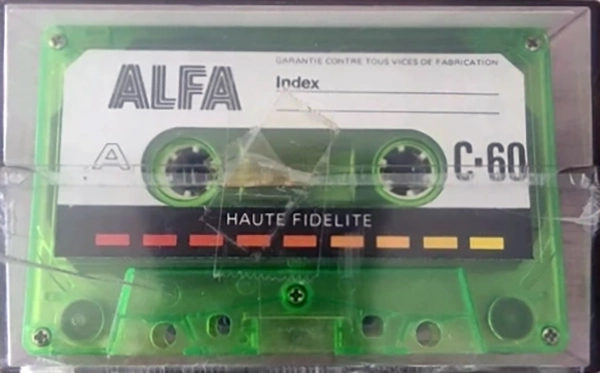 GARANTIE CONTRE TOUS VICES DE FABRICATION
ALFA
Index
A
C·60
HAUTE FIDELITE